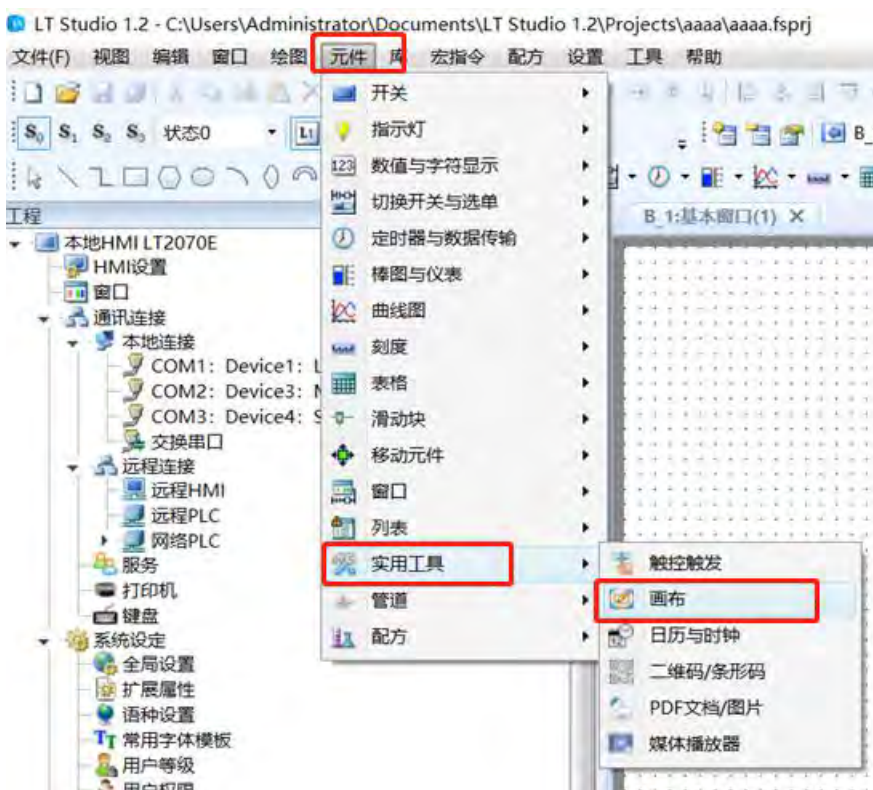 LT Studio 1.2 - C:\Users\Administrator\Documents\LT Studio 1.2\Projects\aaaa\aaaa.fsprj
文件(F) 视图 编辑 窗口 绘图 元件 库 宏指令 配方 设置 工具 帮助
S₀ S₁ S₂ S₃ 状态0 L1 B_
工程
B_1:基本窗口(1) X
本地HMI LT2070E
HMI设置
窗口
通讯连接
本地连接
COM1: Device1: L
COM2: Device3:
COM3: Device4: S
交换串口
远程连接
远程HMI
远程PLC
网络PLC
服务
打印机
键盘
系统设定
全局设置
扩展属性
语种设置
常用字体模板
用户等级
用户权限
开关
指示灯
123 数值与字符显示
切换开关与选单
定时器与数据传输
棒图与仪表
曲线图
刻度
表格
滑动块
移动元件
窗口
列表
实用工具
管道
配方
触控触发
画布
日历与时钟
二维码/条形码
PDF文档/图片
媒体播放器